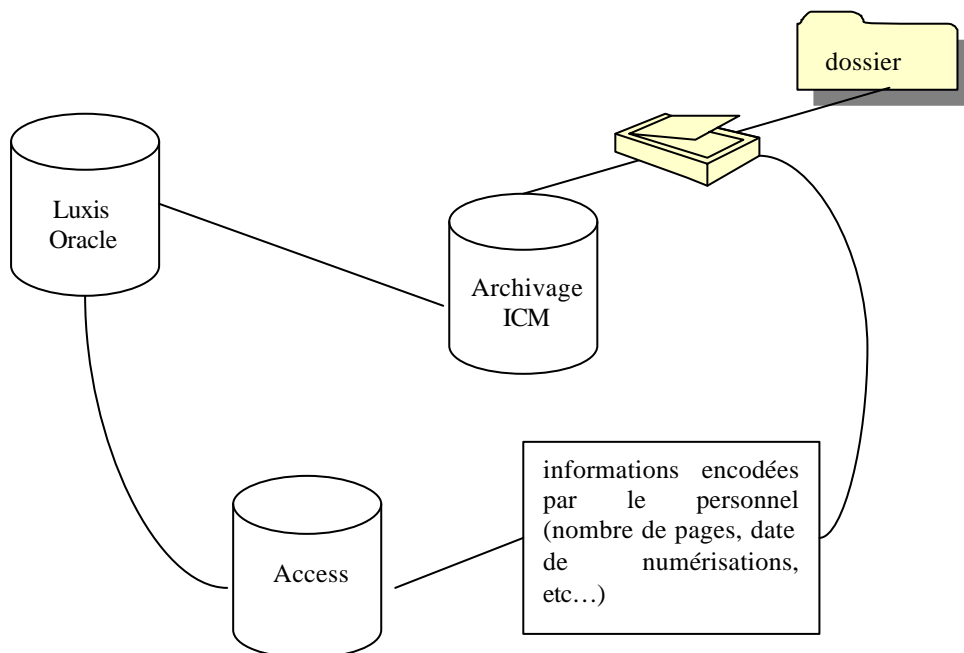 dossier
Luxis
Oracle
Archivage
ICM
informations encodées
par le personnel
(nombre de pages, date
de numérisations,
etc…)
Access